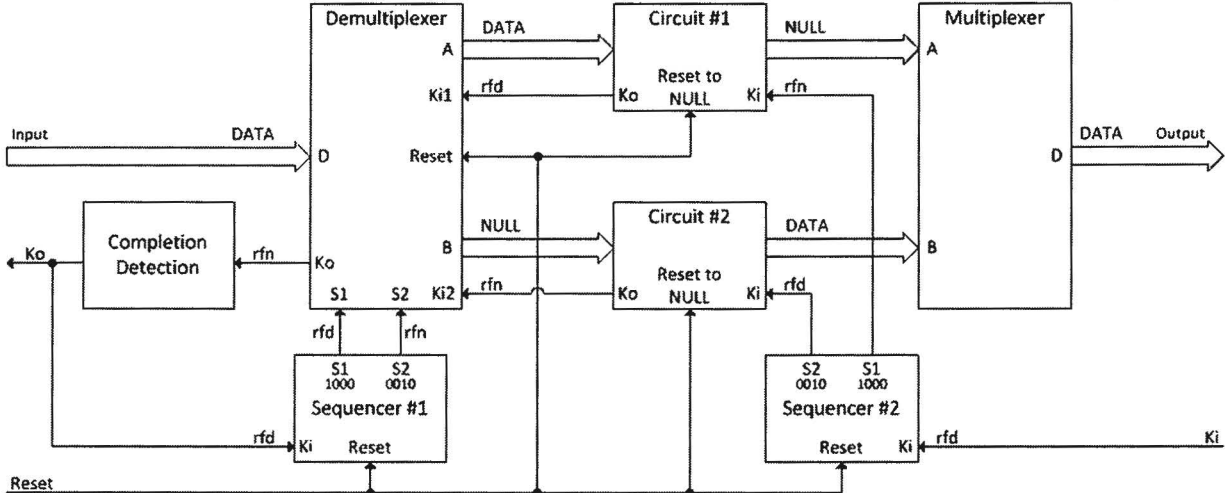 Demultiplexer
Circuit #1
Multiplexer
DATA
NULL
A
A
Reset to
NULL
Ki1
rfd
Ko
Ki
rfn
Input
DATA
D
Reset
DATA
Output
D
Completion
Detection
Ko
rfn
Ko
NULL
B
Circuit #2
DATA
B
Reset to
NULL
S1
S2
Ki2
rfn
Ko
Ki
rfd
rfd
rfn
S1
S2
1000
0010
Sequencer #1
rfd
Ki
Reset
S2
S1
0010
1000
Sequencer #2
Reset
Ki
rfd
Ki
Reset